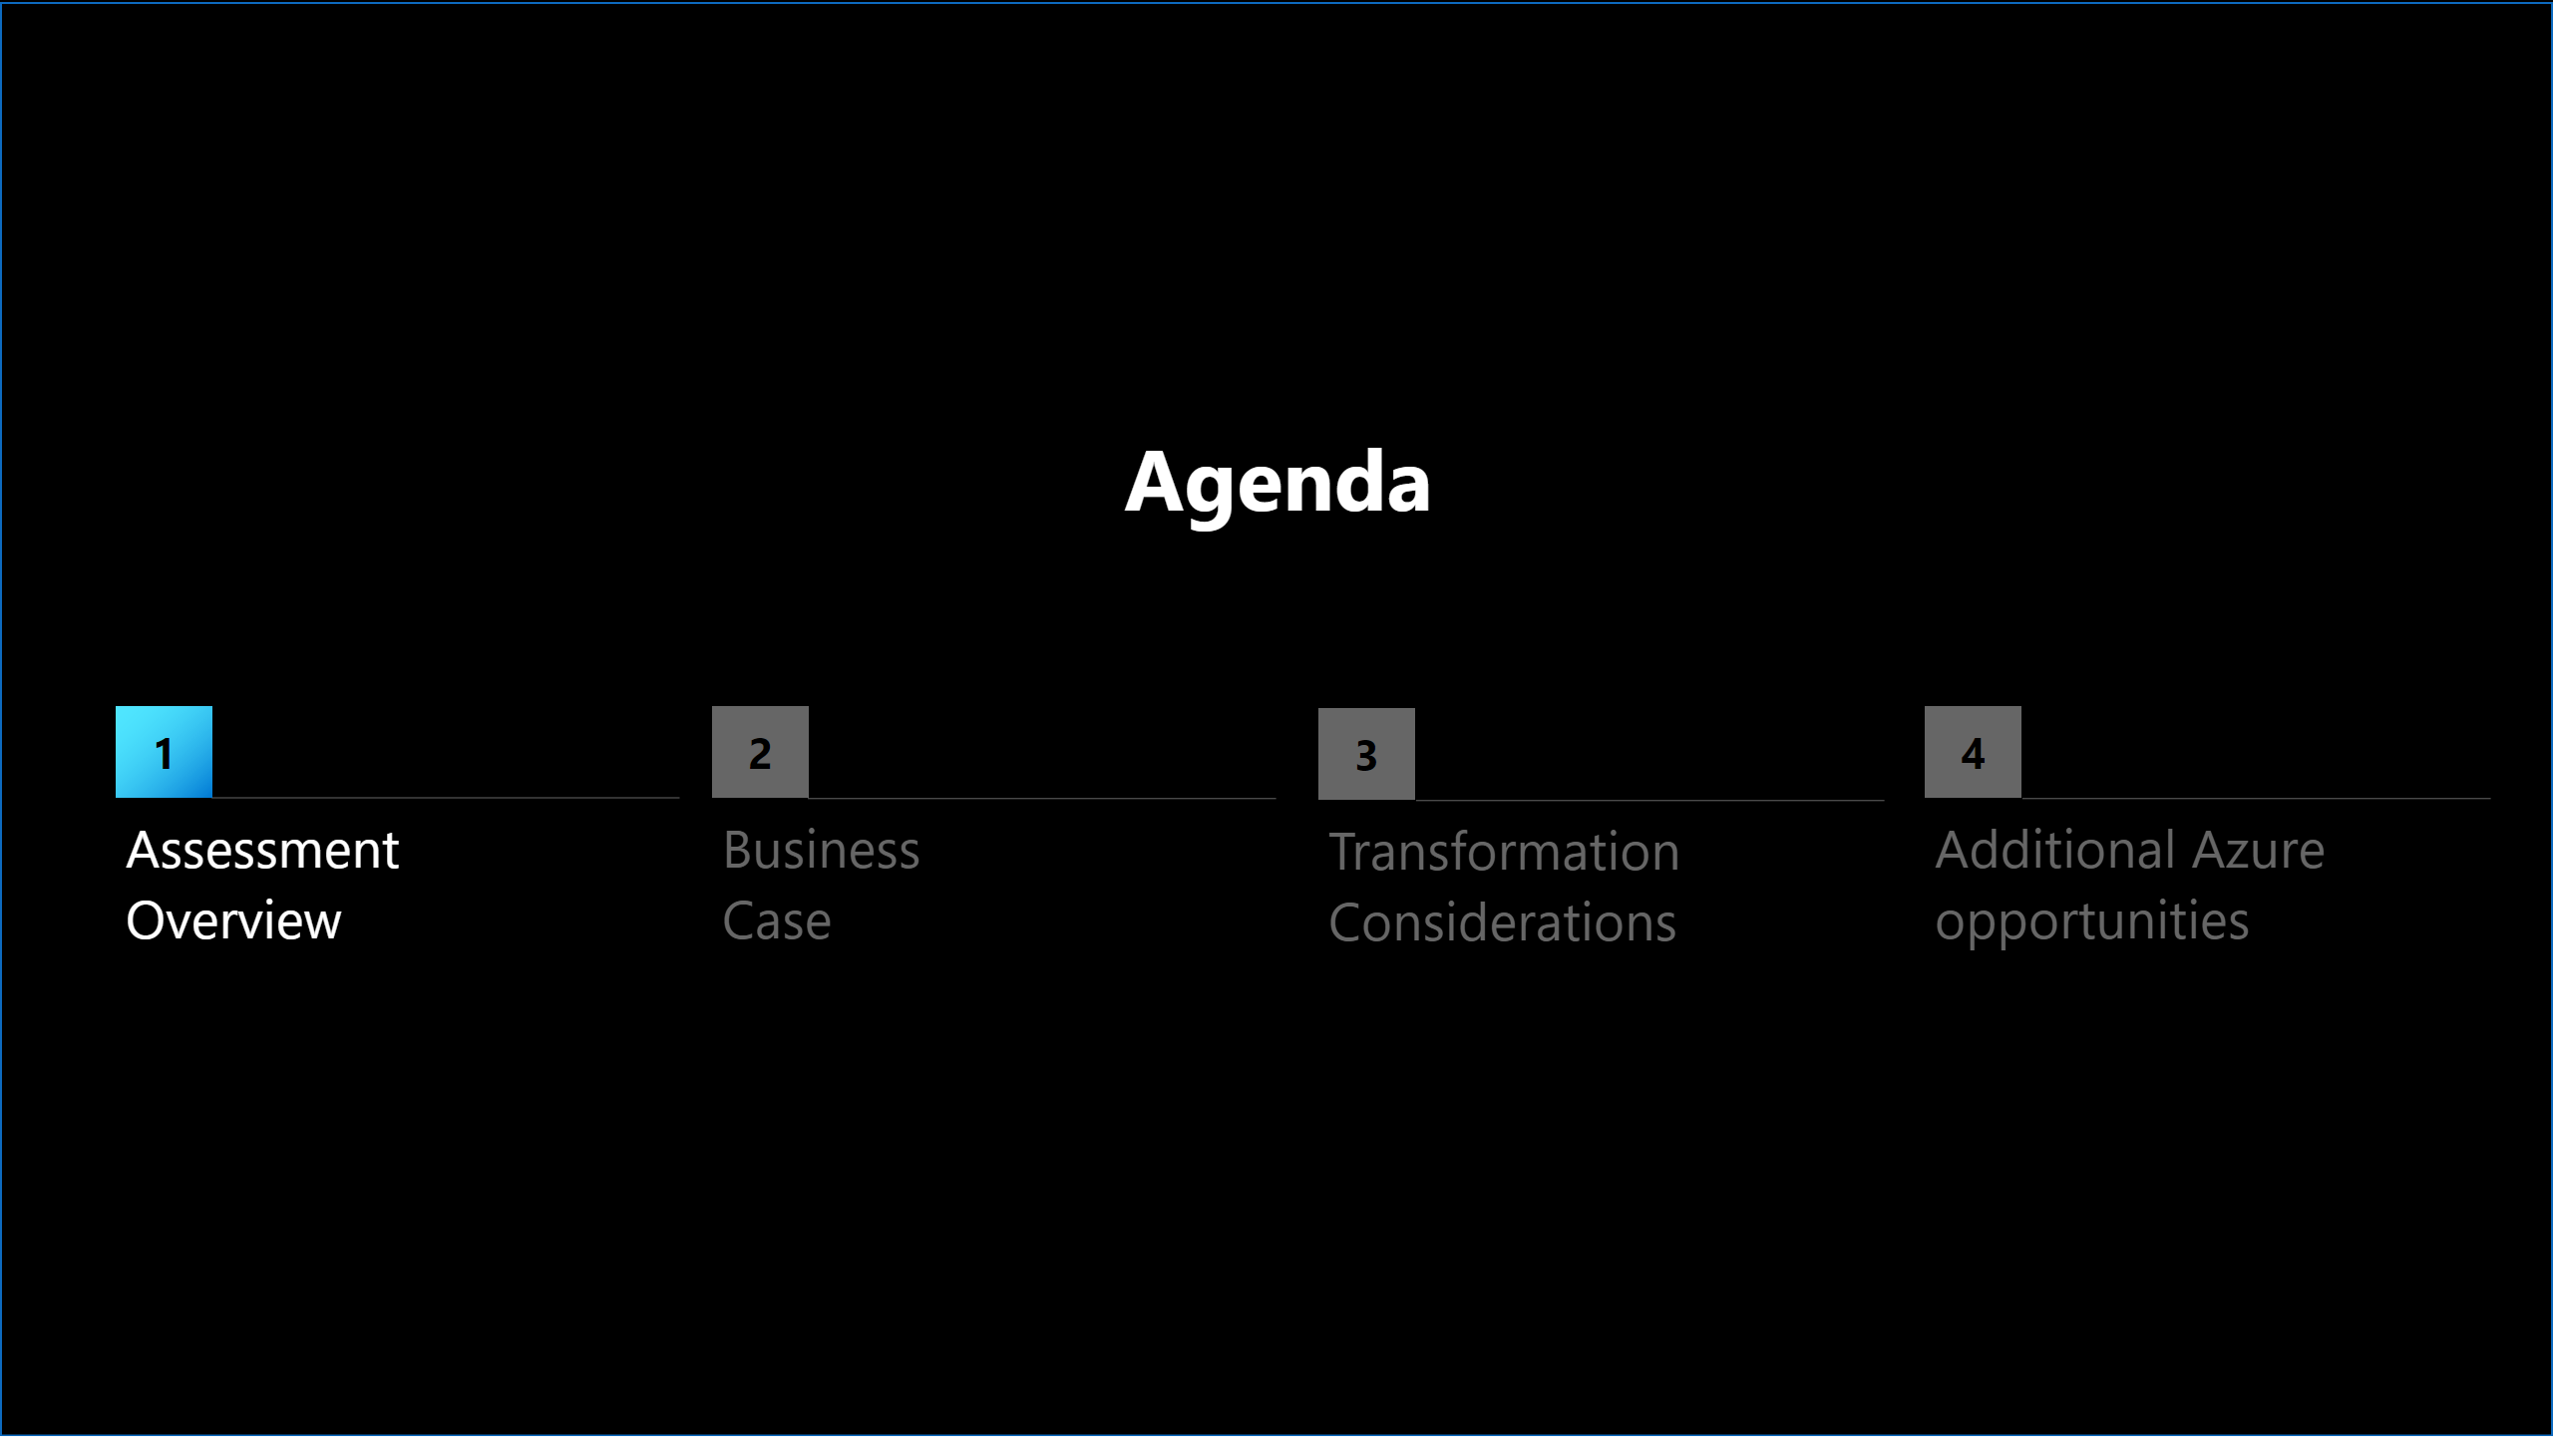 Agenda
1
Assessment
Overview
2
Business
Case
3
Transformation
Considerations
4
Additional Azure
opportunities